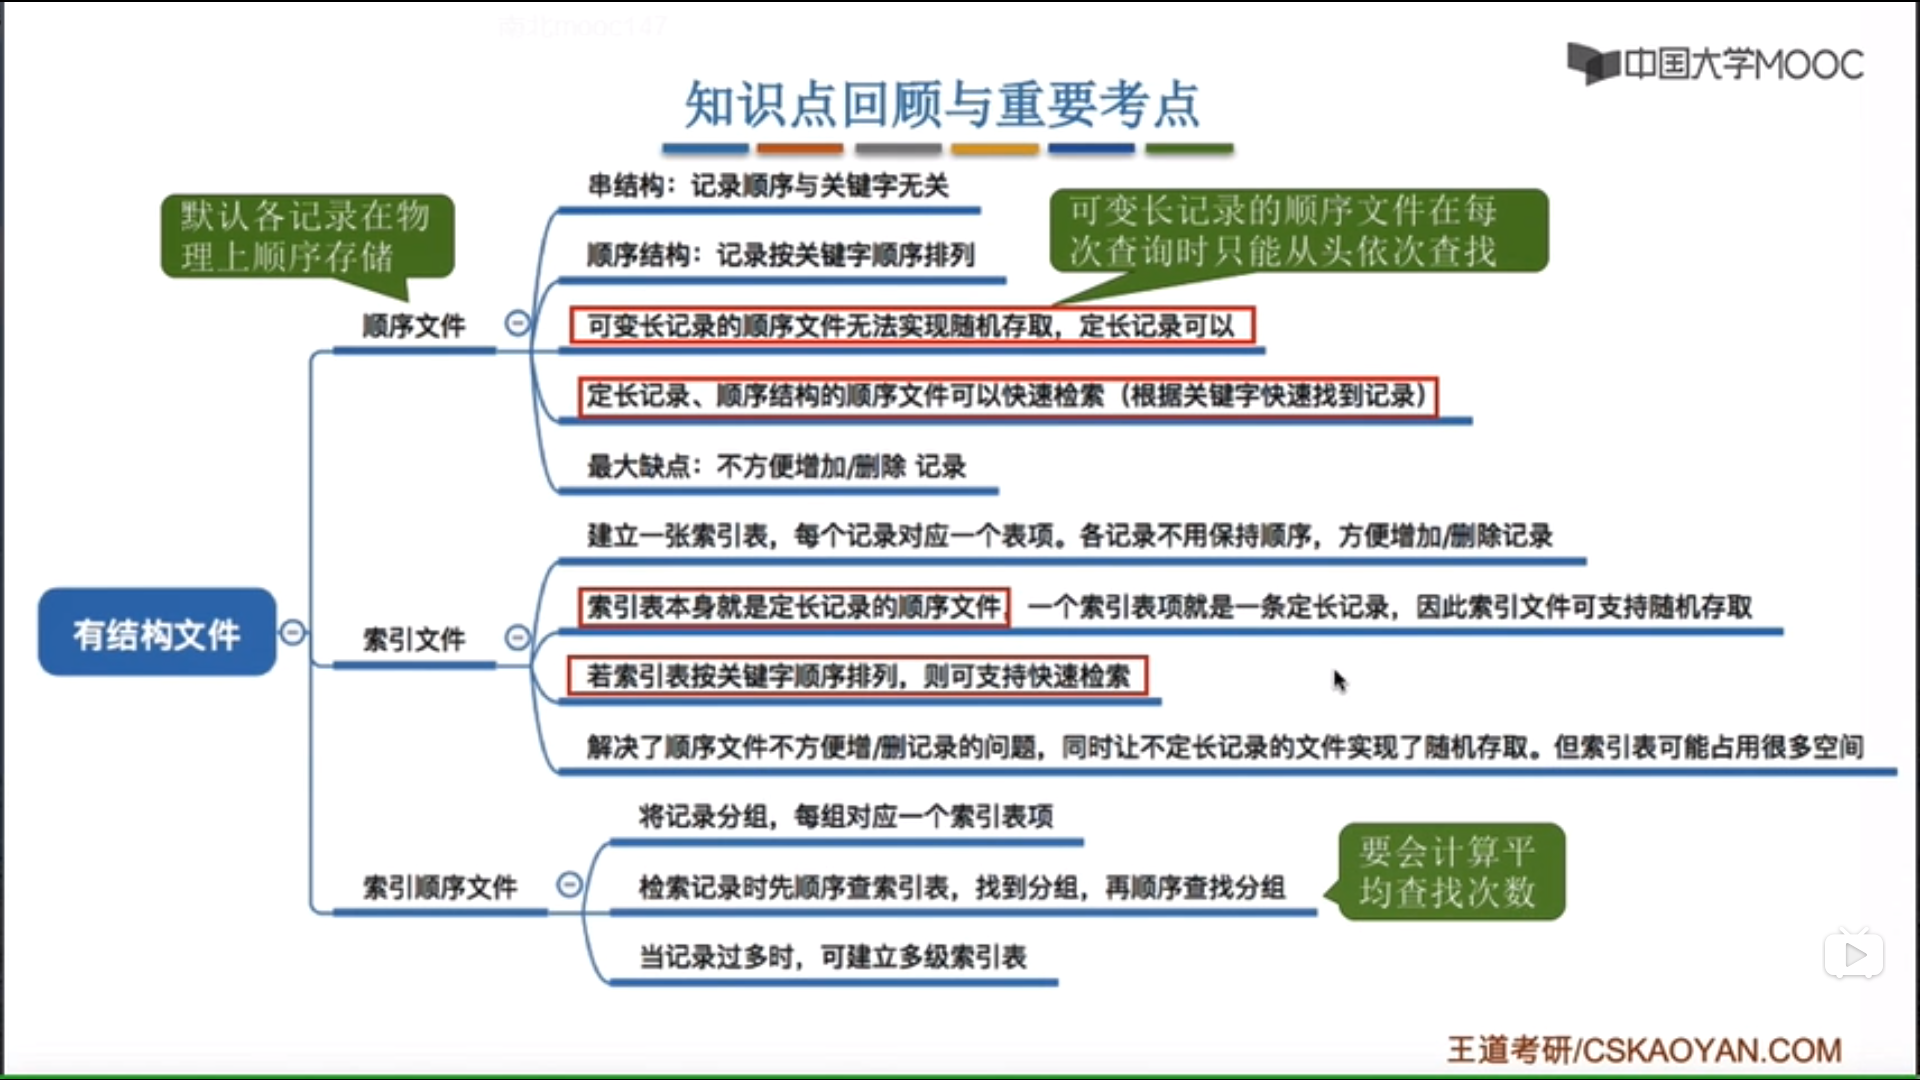 南北mooc147
中国大学MOOC
知识点回顾与重要考点
默认各记录在物
理上顺序存储
串结构：记录顺序与关键字无关
可变长记录的顺序文件在每
次查询时只能从头依次查找
顺序结构：记录按关键字顺序排列
顺序文件
可变长记录的顺序文件无法实现随机存取，定长记录可以
定长记录、顺序结构的顺序文件可以快速检索（根据关键字快速找到记录）
最大缺点：不方便增加/删除 记录
有结构文件
索引文件
建立一张索引表，每个记录对应一个表项。各记录不用保持顺序，方便增加/删除记录
索引表本身就是定长记录的顺序文件，一个索引表项就是一条定长记录，因此索引文件可支持随机存取
若索引表按关键字顺序排列，则可支持快速检索
解决了顺序文件不方便增/删记录的问题，同时让不定长记录的文件实现了随机存取。但索引表可能占用很多空间
索引顺序文件
将记录分组，每组对应一个索引表项
检索记录时先顺序查索引表，找到分组，再顺序查找分组
要会计算平
均查找次数
当记录过多时，可建立多级索引表
王道考研/CSKAOYAN.COM